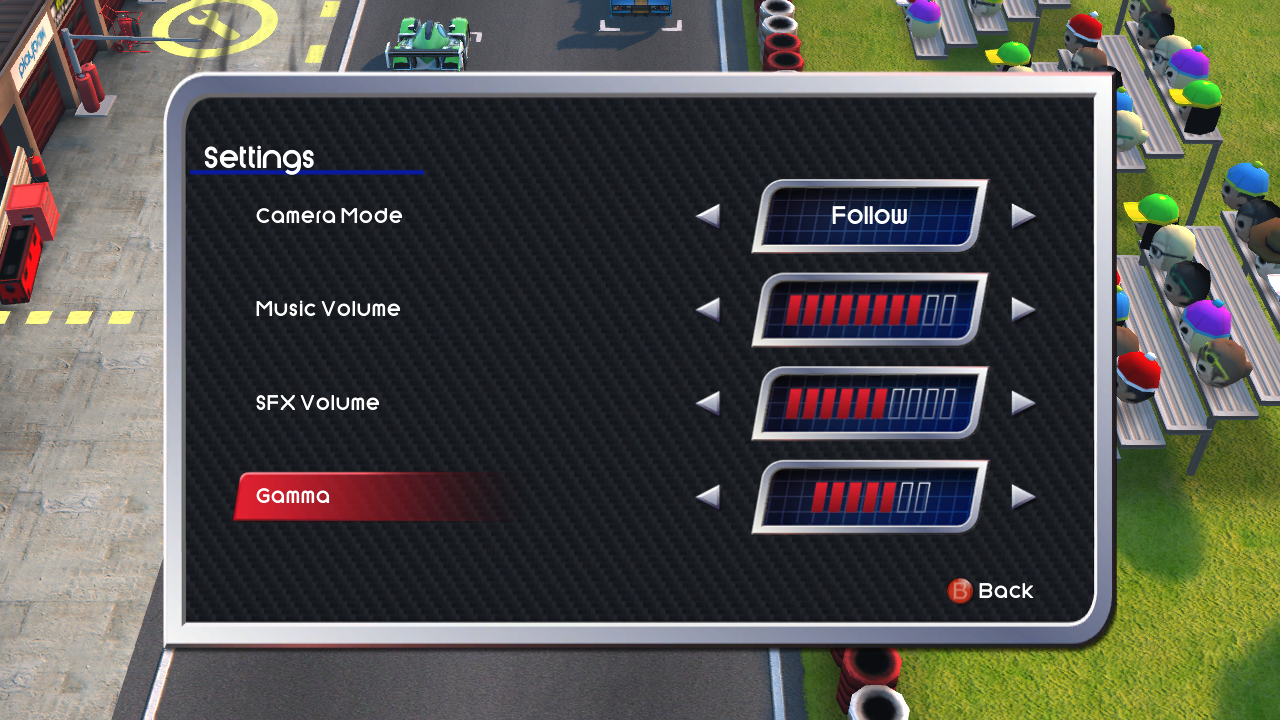 Settings
Camera Mode
Follow
Music Volume
SFX Volume
Gamma
B Back